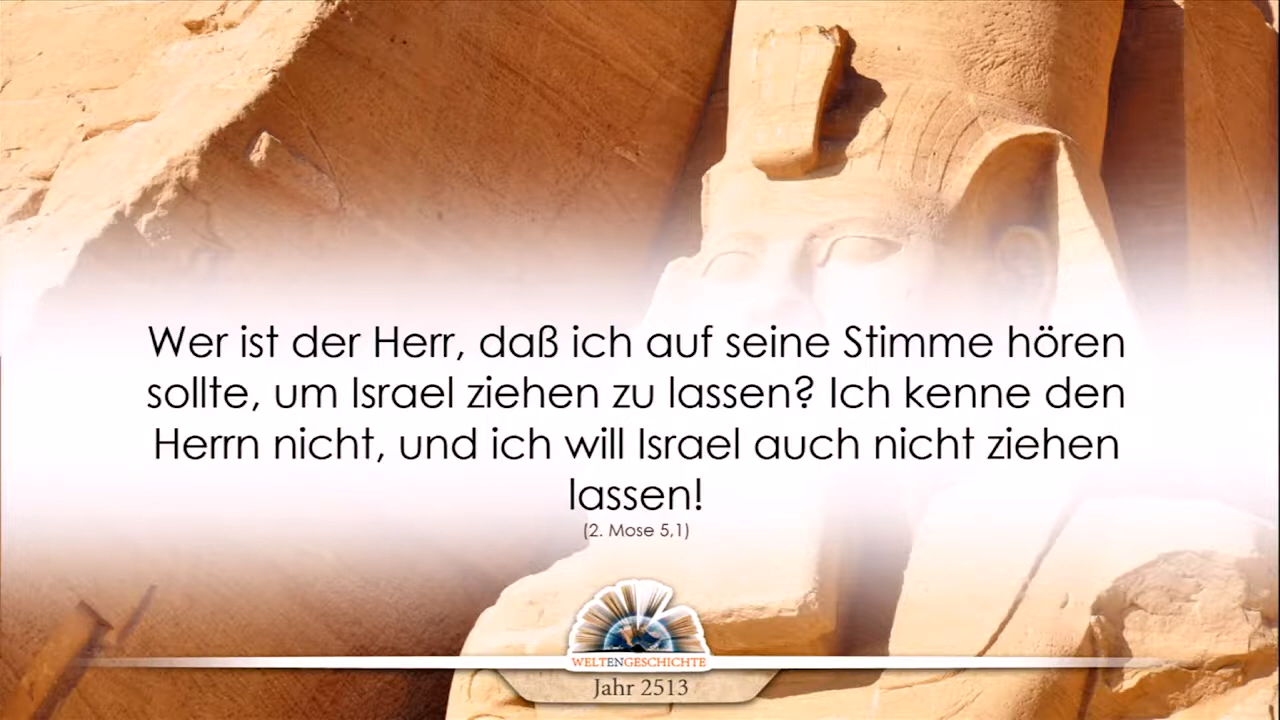 Wer ist der Herr, daß ich auf seine Stimme hören
sollte, um Israel ziehen zu lassen? Ich kenne den
Herrn nicht, und ich will Israel auch nicht ziehen
lassen!
(2. Mose 5,1)
WELTENGESCHICHTE
Jahr 2513